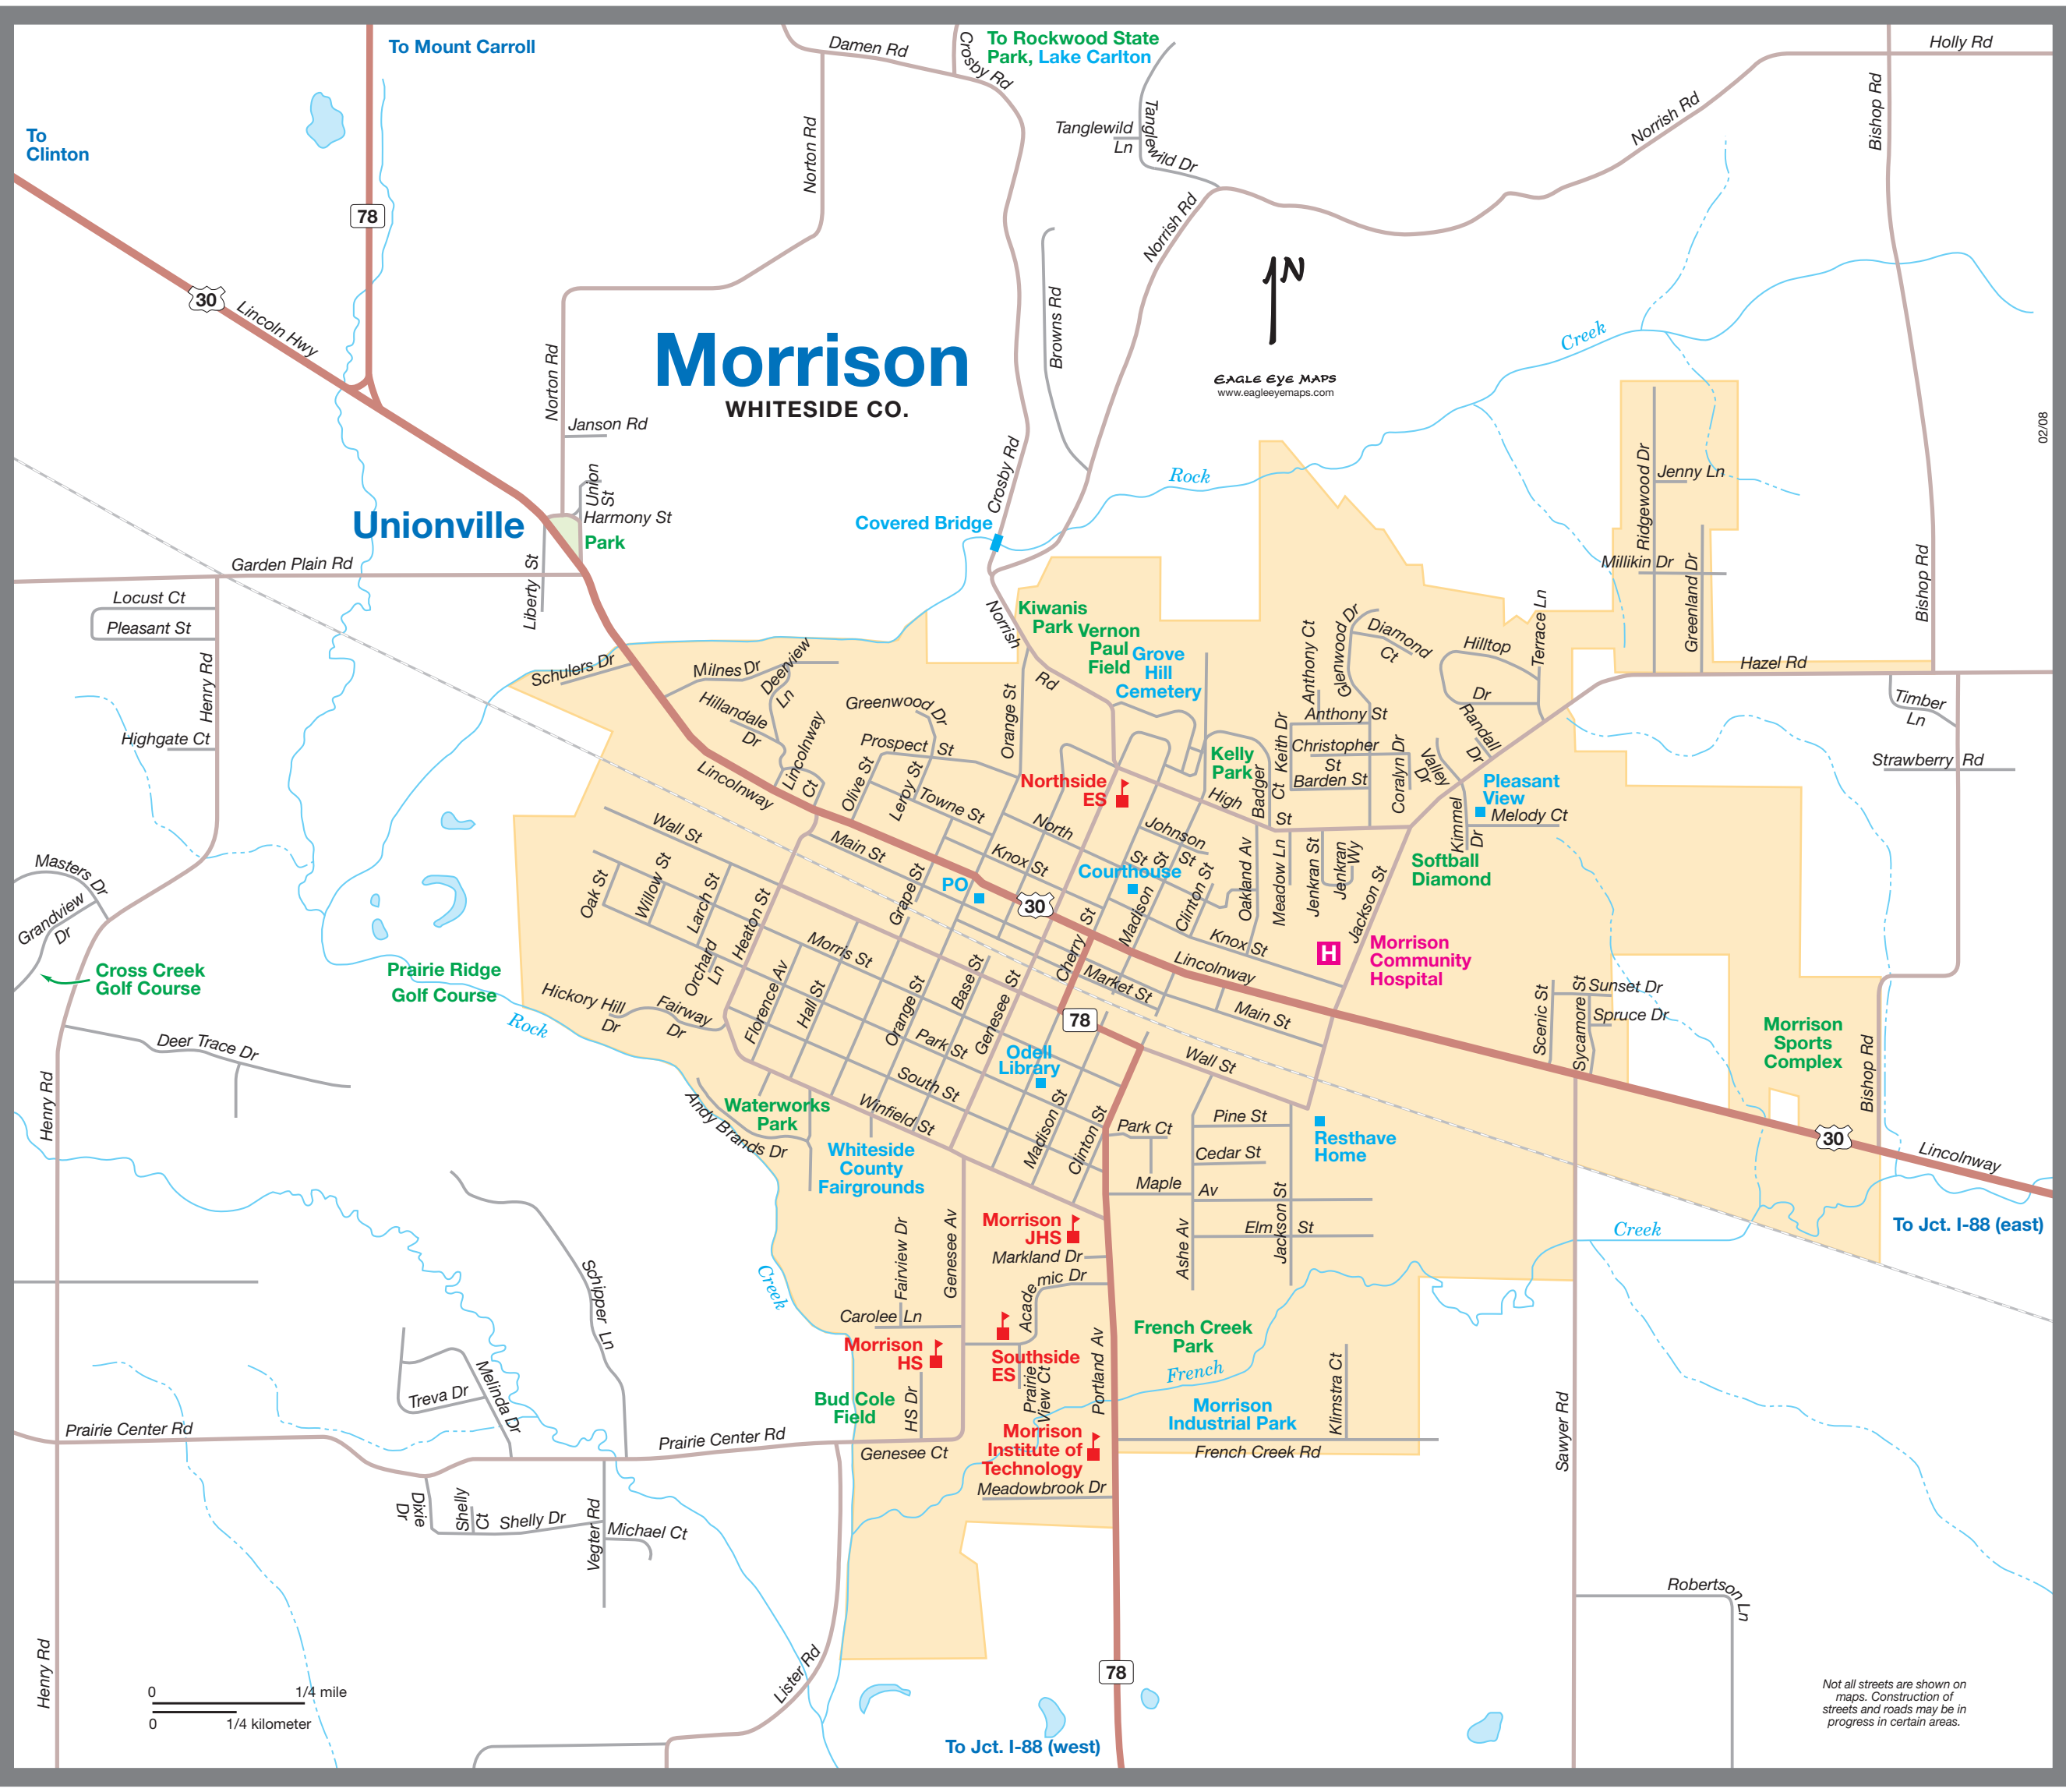 To Mount Carroll
Damen Rd
Crosby Rd
To Rockwood State
Park, Lake Carlton
Holly Rd
To
Clinton
Norton Rd
Tanglewild
Ln
Tanglewild Dr
Norrish Rd
Bishop Rd
78
Norrish Rd
30
Lincoln Hwy
N
EAGLE EYE MAPS
www.eagleeyemaps.com
Morrison
WHITESIDE CO.
Browns Rd
Creek
Norton Rd
Janson Rd
02/08
Union
St
Harmony St
Park
Unionville
Crosby Rd
Rock
Covered Bridge
Ridgewood Dr
Jenny Ln
Millikin Dr
Greenland Dr
Bishop Rd
Garden Plain Rd
Liberty St
Locust Ct
Pleasant St
Henry Rd
Highgate Ct
Norrish
Rd
Kiwanis
Park
Vernon
Paul
Field
Grove
Hill
Cemetery
Anthony Ct
Glenwood Dr
Diamond
Ct
Hilltop
Dr
Terrace Ln
Hazel Rd
Timber
Ln
Strawberry Rd
Schulers Dr
Milnes Dr
Deerview
Ln
Hillandale
Dr
Lincolnway
Ct
Greenwood Dr
Prospect St
Orange St
Lincolnway
Olive St
Leroy St
Towne St
Northside
ES
Kelly
Park
Keith Dr
Anthony St
Christopher
St
Barden St
Coralyn Dr
Valley
Dr
Randall
Dr
Badger
Ct
High
St
Pleasant
View
Melody Ct
Kimmel
Dr
Wall St
Main St
North
St
Knox St
Johnson
St
Courthouse
PO
30
Softball
Diamond
Masters Dr
Grandview
Dr
Oak St
Willow St
Larch St
Heaton St
Grape St
Cherry St
Madison St
Clinton St
Oakland Av
Meadow Ln
Jenkran St
Jenkran
Wy
Jackson St
Knox St
H
Morrison
Community
Hospital
Cross Creek
Golf Course
Prairie Ridge
Golf Course
Rock
Orchard
Ln
Morris St
Hickory Hill
Dr
Fairway
Dr
Florence Av
Hall St
Orange St
Base St
Genesee St
Market St
Lincolnway
Main St
78
Scenic St
Sycamore St
Sunset Dr
Spruce Dr
Morrison
Sports
Complex
Bishop Rd
Deer Trace Dr
Henry Rd
Park St
Odell
Library
Wall St
South St
Winfield St
Waterworks
Park
Andy Brands Dr
Madison St
Clinton St
Park Ct
Pine St
Resthave
Home
Cedar St
30
Lincolnway
Whiteside
County
Fairgrounds
Maple
Av
Morrison
JHS
Elm St
Jackson St
Ashe Av
Markland Dr
Academic Dr
Creek
To Jct. I-88 (east)
Creek
Schipper Ln
Fairview Dr
Genesee Av
Carolee Ln
Morrison
HS
Southside
ES
French Creek
Park
French
Portland Av
Prairie
View Ct
Klimstra Ct
Treva Dr
Melinda Dr
Bud Cole
Field
HS Dr
Morrison
Industrial Park
Prairie Center Rd
Prairie Center Rd
Genesee Ct
Morrison
Institute of
Technology
French Creek Rd
Sawyer Rd
Meadowbrook Dr
Dixie
Dr
Shelly
Ct
Shelly Dr
Vegter Rd
Michael Ct
Robertson Ln
Henry Rd
Lister Rd
78
0 1/4 mile
0 1/4 kilometer
To Jct. I-88 (west)
Not all streets are shown on
maps. Construction of
streets and roads may be in
progress in certain areas.